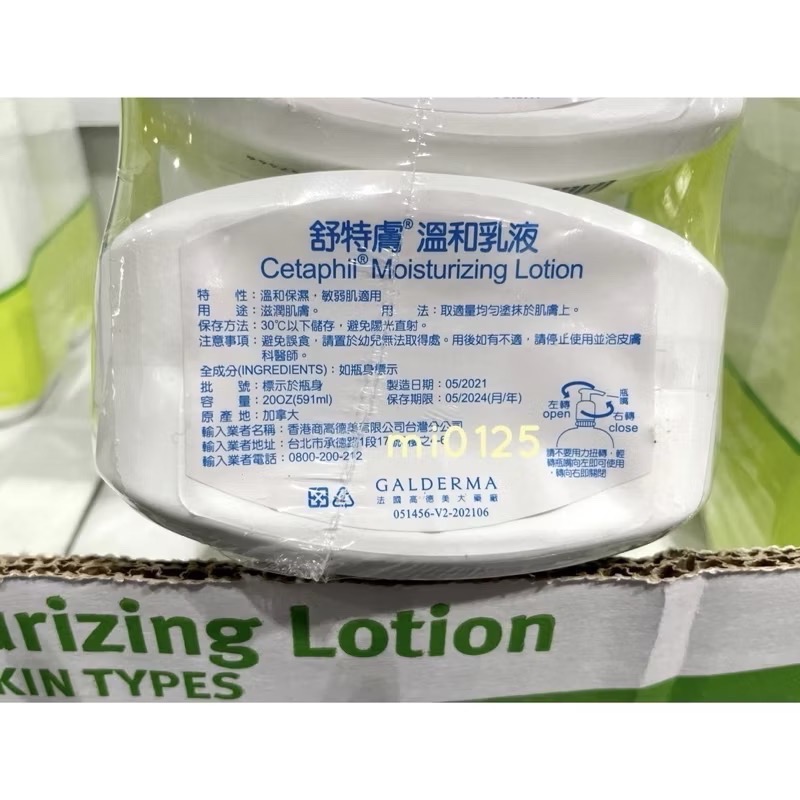 舒特膚® 溫和乳液
Cetaphil® Moisturizing Lotion
特　　性：溫和保濕，敏弱肌適用
用　　途：滋潤肌膚。　用　　法：取適量均勻塗抹於肌膚上。
保存方法：30℃以下儲存，避免陽光直射。
注意事項：避免誤食，請置於幼兒無法取得處。用後如有不適，請停止使用並洽皮膚
科醫師。
全成分(INGREDIENTS)：如瓶身標示
批　　號：標示於瓶身　製造日期：05/2021
容　　量：20OZ(591ml)　保存期限：05/2024(月/年)
原 產 地：加拿大
輸入業者名稱：香港商高德美有限公司台灣分公司
輸入業者地址：台北市承德路1段17號
輸入業者電話：0800-200-212
m10125
瓶嘴
左轉
open
右轉
close
請不要用力扭轉，輕
轉瓶嘴向左即可使用
，轉向右即關閉
GALDERMA
法國高德美大藥廠
051456-V2-202106
urizing Lotion
KIN TYPES